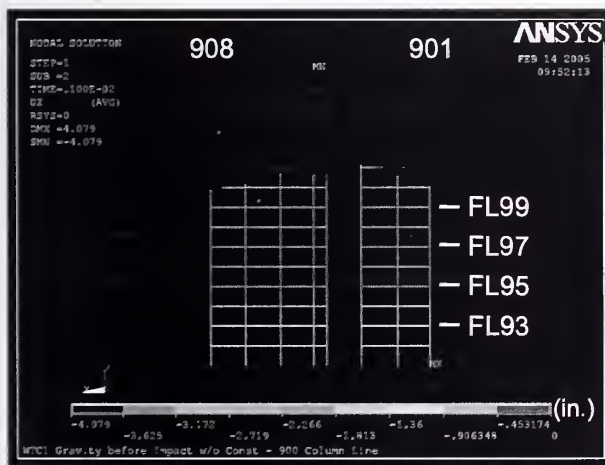 NODAL SOLUTION
STEP=1
SUB =2
TIME=.100E-02
UZ (AVG)
RSYS=0
DMX =4.079
SMN =-4.079
908
901
ANSYS
FEB 14 2005
09:52:13
MN
FL99
FL97
FL95
FL93
MX
-4.079 -3.625 -3.172 -2.719 -2.266 -1.813 -1.36 -.906348 -.453174 0 (in.)
WTC1 Gravity before Impact w/o Const - 900 Column Line